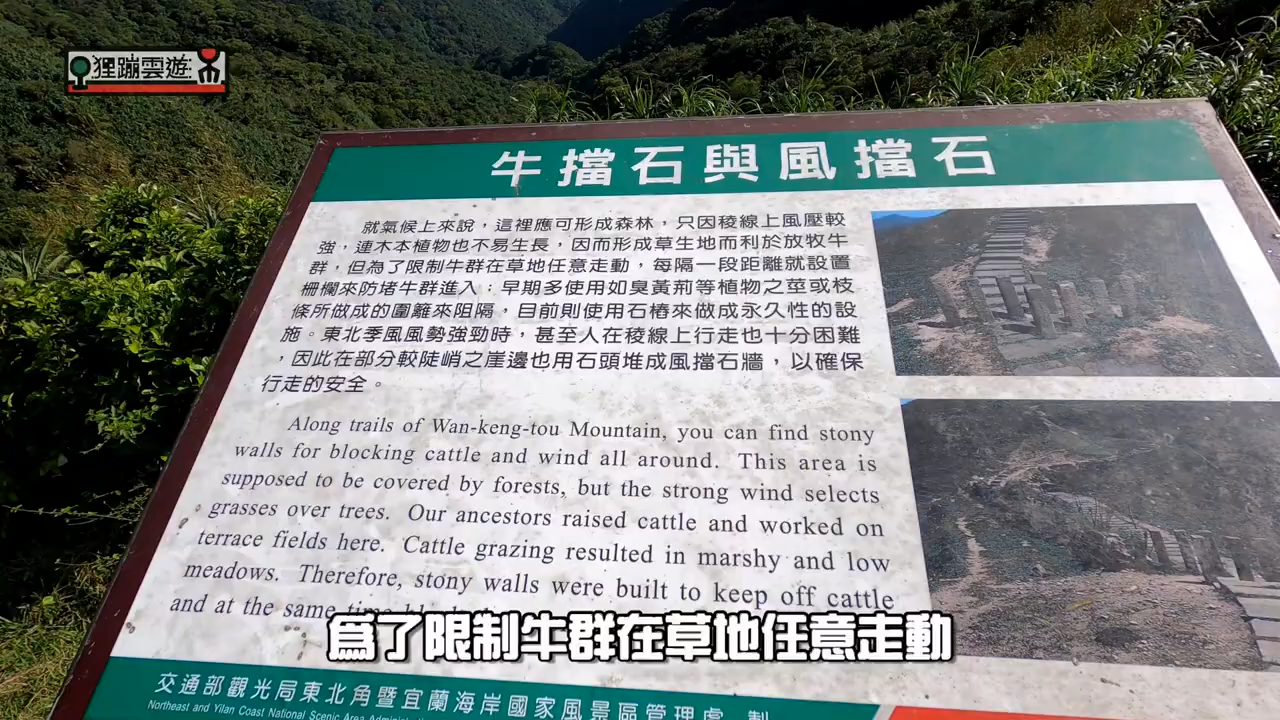 狸蹦雲遊
牛擋石與風擋石
就氣候上來說，這裡應可形成森林，只因稜線上風壓較
強，連木本植物也不易生長，因而形成草生地而利於放牧牛
群，但為了限制牛群在草地任意走動，每隔一段距離就設置
柵欄來防堵牛群進入；早期多使用如臭黃荊等植物之莖或枝
條所做成的圍籬來阻隔，目前則使用石樁來做成永久性的設
施。東北季風風勢強勁時，甚至人在稜線上行走也十分困難
，因此在部分較陡峭之崖邊也用石頭堆成風擋石牆，以確保
行走的安全。
Along trails of Wan-keng-tou Mountain, you can find stony
walls for blocking cattle and wind all around. This area is
supposed to be covered by forests, but the strong wind selects
grasses over trees. Our ancestors raised cattle and worked on
terrace fields here. Cattle grazing resulted in marshy and low
meadows. Therefore, stony walls were built to keep off cattle
and at the same time
為了限制牛群在草地任意走動
交通部觀光局東北角暨宜蘭海岸國家風景區管理處 製
Northeast and Yilan Coast National Scenic Area